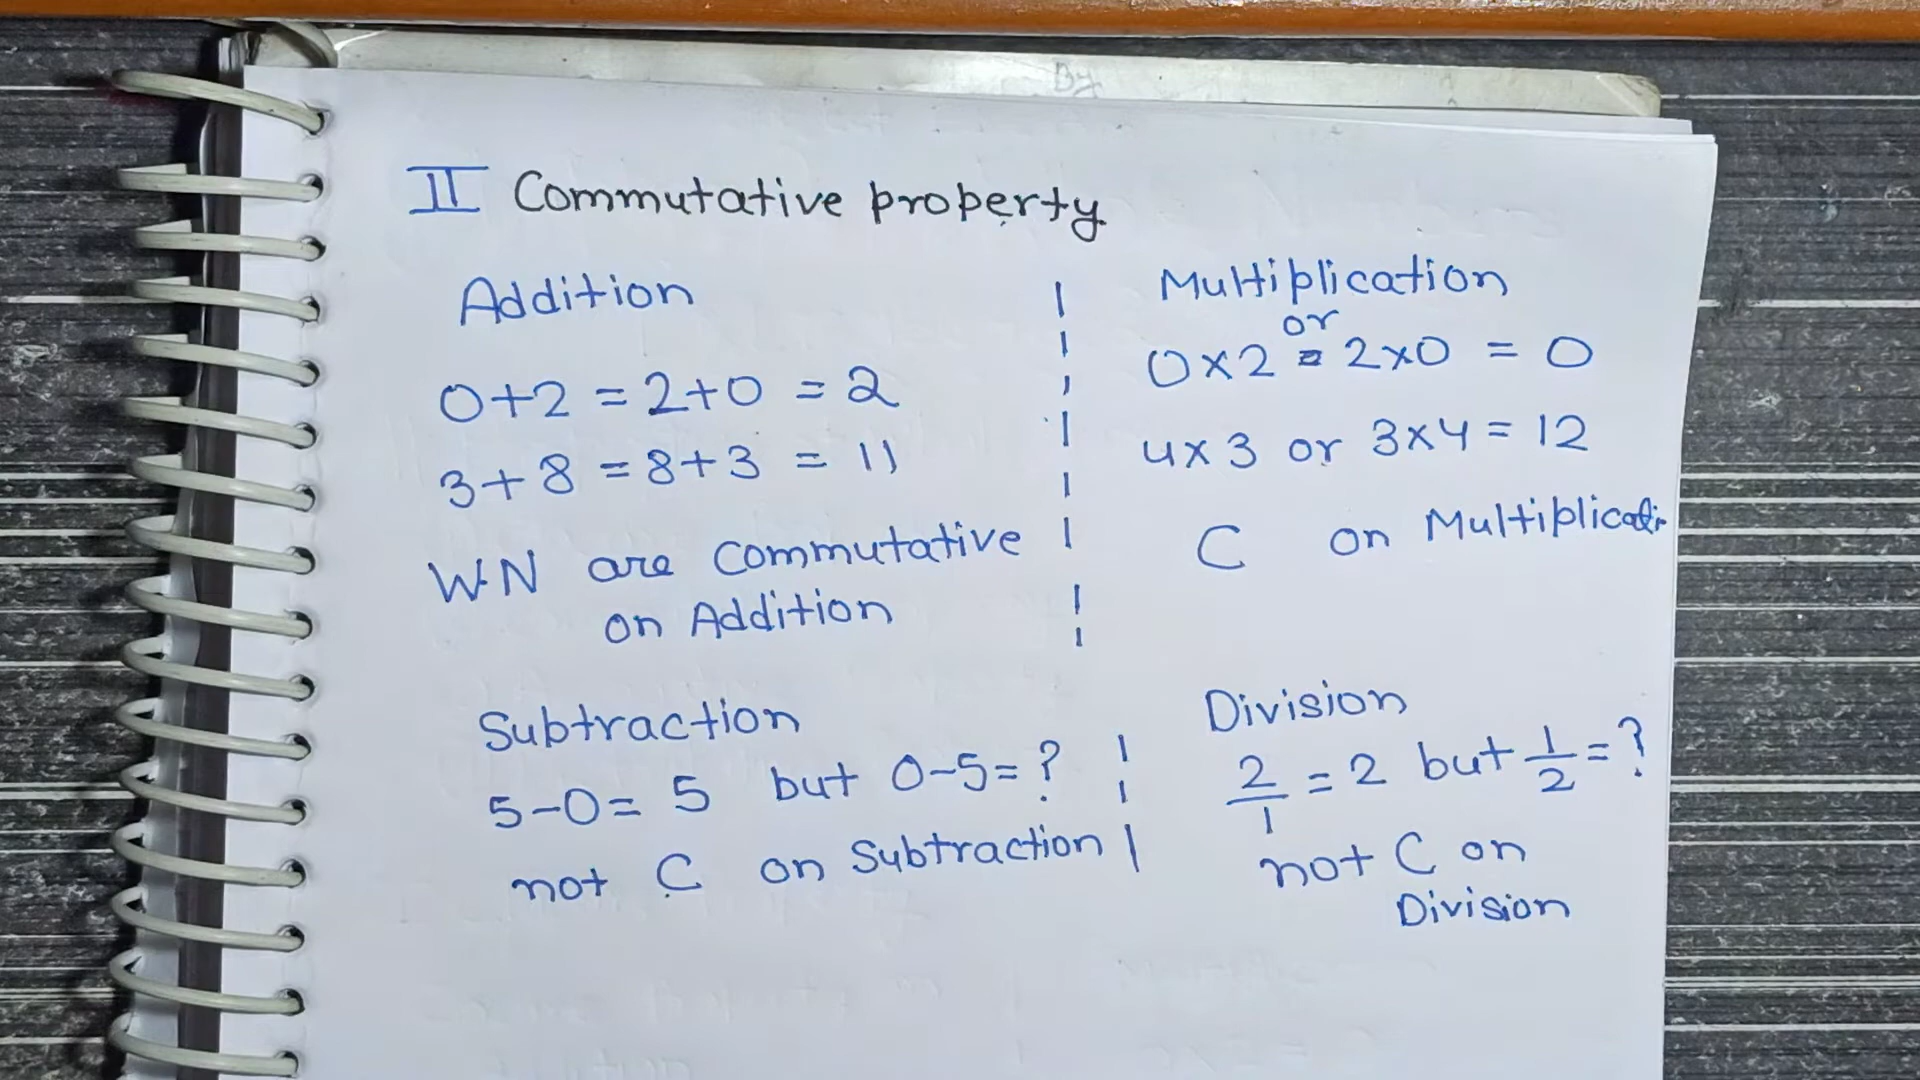 By
II Commutative property
Addition
0+2 = 2+0 = 2
3+8 = 8+3 = 11
W.N are commutative
on Addition
Multiplication
or
0×2 = 2×0 = 0
4×3 or 3×4 = 12
C on Multiplicati
Subtraction
5-0= 5 but 0-5=?
not C on Subtraction
Division
2/1 = 2 but 1/2 = ?
not C on
Division